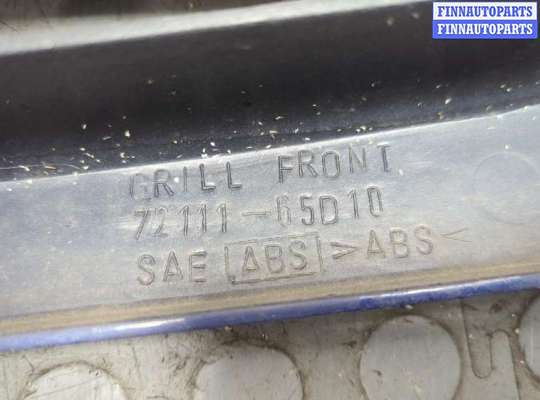 FINNAUTOPARTS
FINNAUTOPARTS
GRILL FRONT
72111-65D10
SAE ABS >ABS<